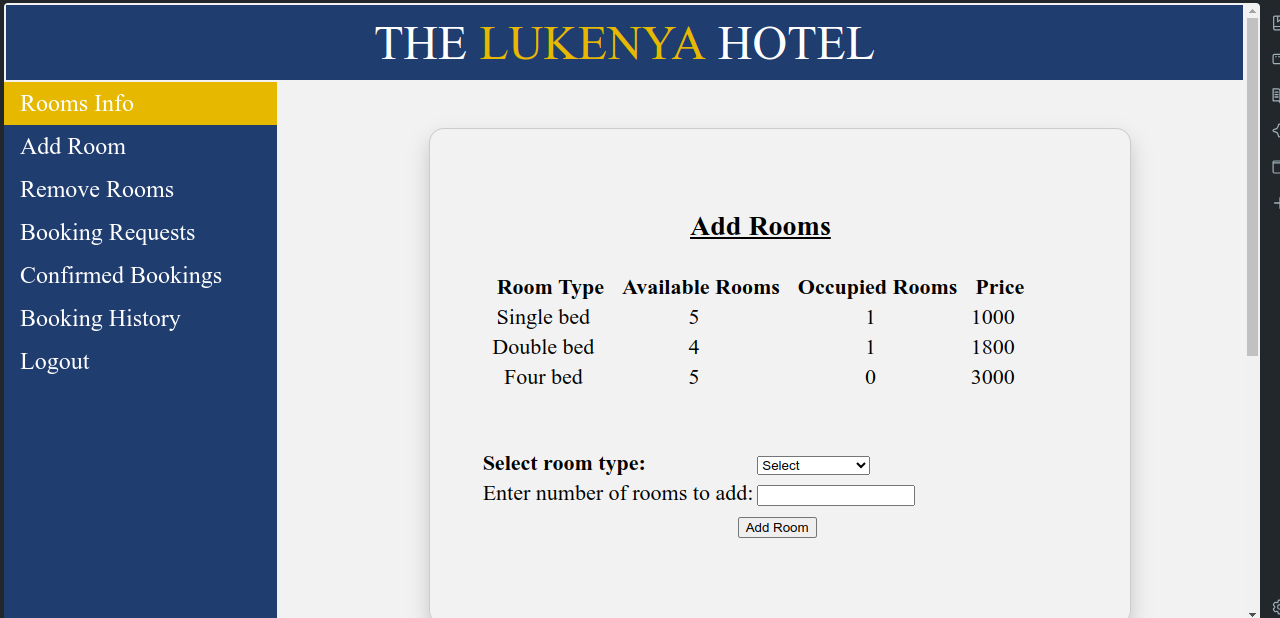 THE LUKENYA HOTEL
Rooms Info
Add Room
Remove Rooms
Booking Requests
Confirmed Bookings
Booking History
Logout
Add Rooms
Room Type Available Rooms Occupied Rooms Price
Single bed 5 1 1000
Double bed 4 1 1800
Four bed 5 0 3000
Select room type: Select
Enter number of rooms to add:
Add Room